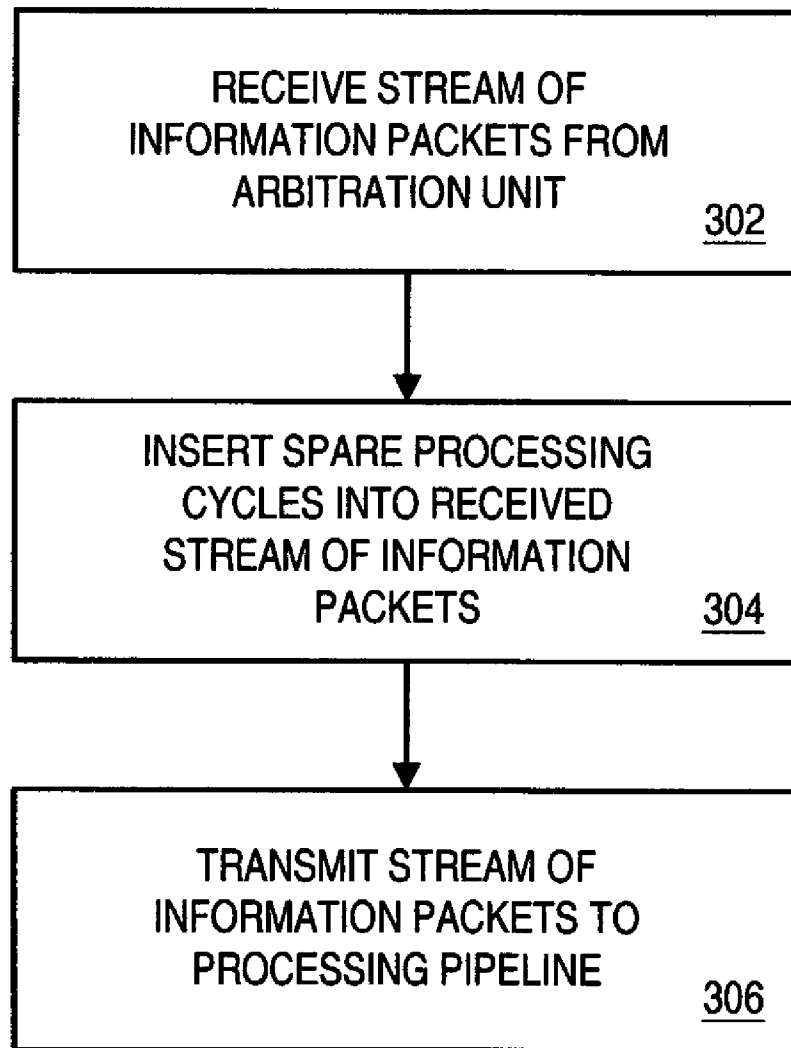 RECEIVE STREAM OF
INFORMATION PACKETS FROM
ARBITRATION UNIT
302
INSERT SPARE PROCESSING
CYCLES INTO RECEIVED
STREAM OF INFORMATION
PACKETS
304
TRANSMIT STREAM OF
INFORMATION PACKETS TO
PROCESSING PIPELINE
306